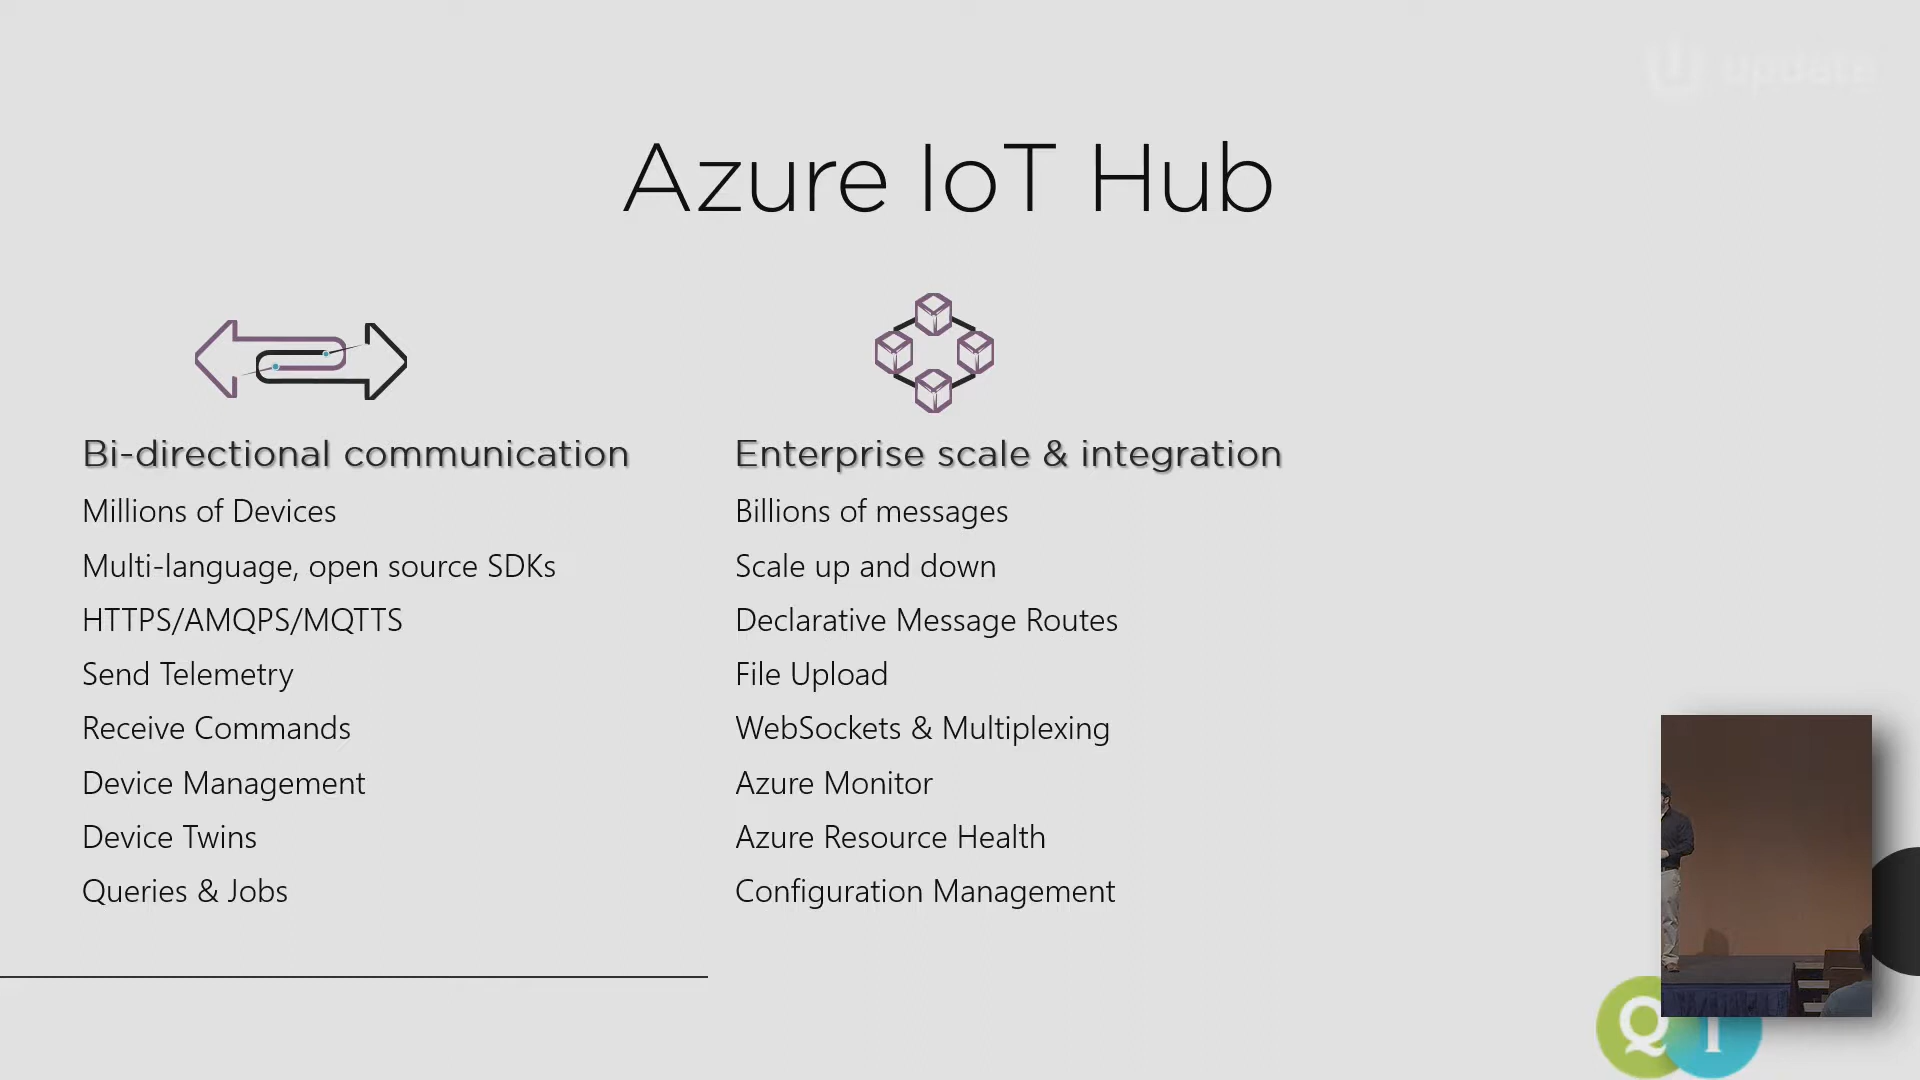 update
Azure IoT Hub
Bi-directional communication
Millions of Devices
Multi-language, open source SDKs
HTTPS/AMQPS/MQTTS
Send Telemetry
Receive Commands
Device Management
Device Twins
Queries & Jobs
Enterprise scale & integration
Billions of messages
Scale up and down
Declarative Message Routes
File Upload
WebSockets & Multiplexing
Azure Monitor
Azure Resource Health
Configuration Management
Q I